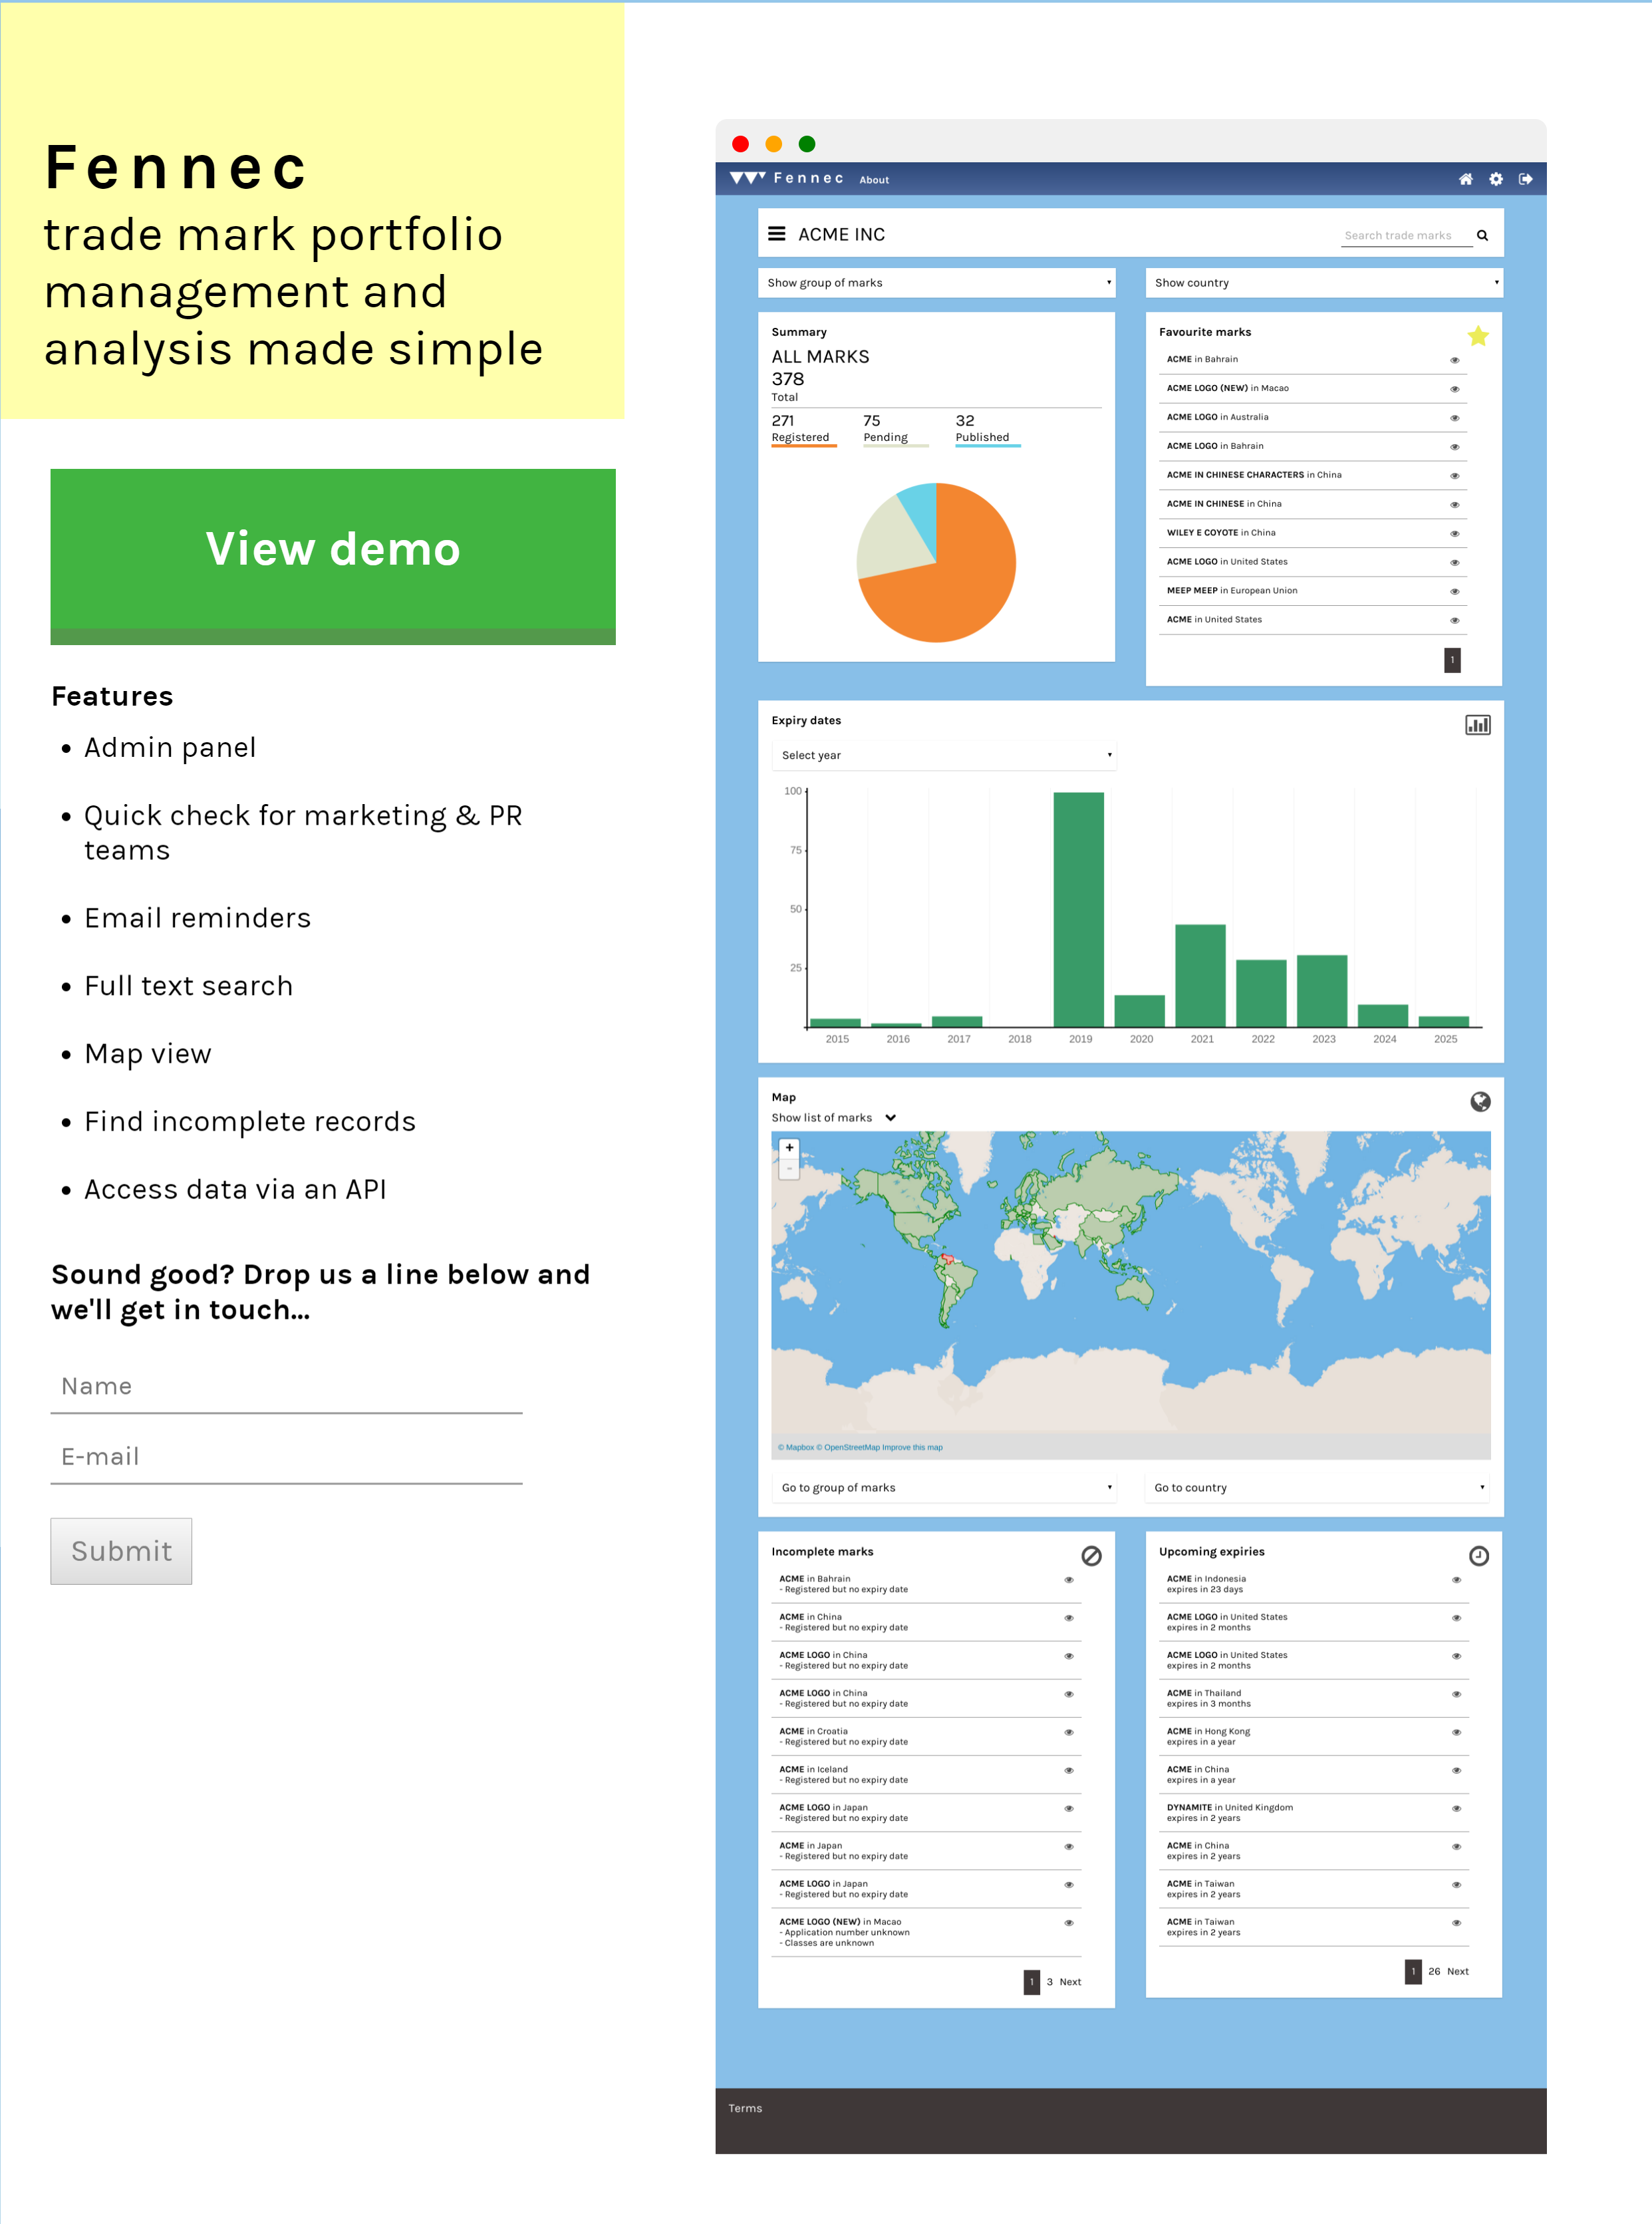 Fennec
trade mark portfolio
management and
analysis made simple
View demo
Features
Admin panel
Quick check for marketing & PR
teams
Email reminders
Full text search
Map view
Find incomplete records
Access data via an API
Sound good? Drop us a line below and
we'll get in touch...
Name
E-mail
Submit
Fennec About
ACME INC
Search trade marks
Show group of marks
Show country
Summary
ALL MARKS
378
Total
271 75 32
Registered Pending Published
Favourite marks
ACME in Bahrain
ACME LOGO (NEW) in Macao
ACME LOGO in Australia
ACME LOGO in Bahrain
ACME IN CHINESE CHARACTERS in China
ACME IN CHINESE in China
WILEY E COYOTE in China
ACME LOGO in United States
MEEP MEEP in European Union
ACME in United States
1
Expiry dates
Select year
100
75
50
25
2015 2016 2017 2018 2019 2020 2021 2022 2023 2024 2025
Map
Show list of marks
+
-
© Mapbox © OpenStreetMap Improve this map
Go to group of marks
Go to country
Incomplete marks
ACME in Bahrain
- Registered but no expiry date
ACME in China
- Registered but no expiry date
ACME LOGO in China
- Registered but no expiry date
ACME LOGO in China
- Registered but no expiry date
ACME in Croatia
- Registered but no expiry date
ACME in Iceland
- Registered but no expiry date
ACME LOGO in Japan
- Registered but no expiry date
ACME in Japan
- Registered but no expiry date
ACME LOGO in Japan
- Registered but no expiry date
ACME LOGO (NEW) in Macao
- Application number unknown
- Classes are unknown
1 3 Next
Upcoming expiries
ACME in Indonesia
expires in 23 days
ACME LOGO in United States
expires in 2 months
ACME LOGO in United States
expires in 2 months
ACME in Thailand
expires in 3 months
ACME in Hong Kong
expires in a year
ACME in China
expires in a year
DYNAMITE in United Kingdom
expires in 2 years
ACME in China
expires in 2 years
ACME in Taiwan
expires in 2 years
ACME in Taiwan
expires in 2 years
1 26 Next
Terms